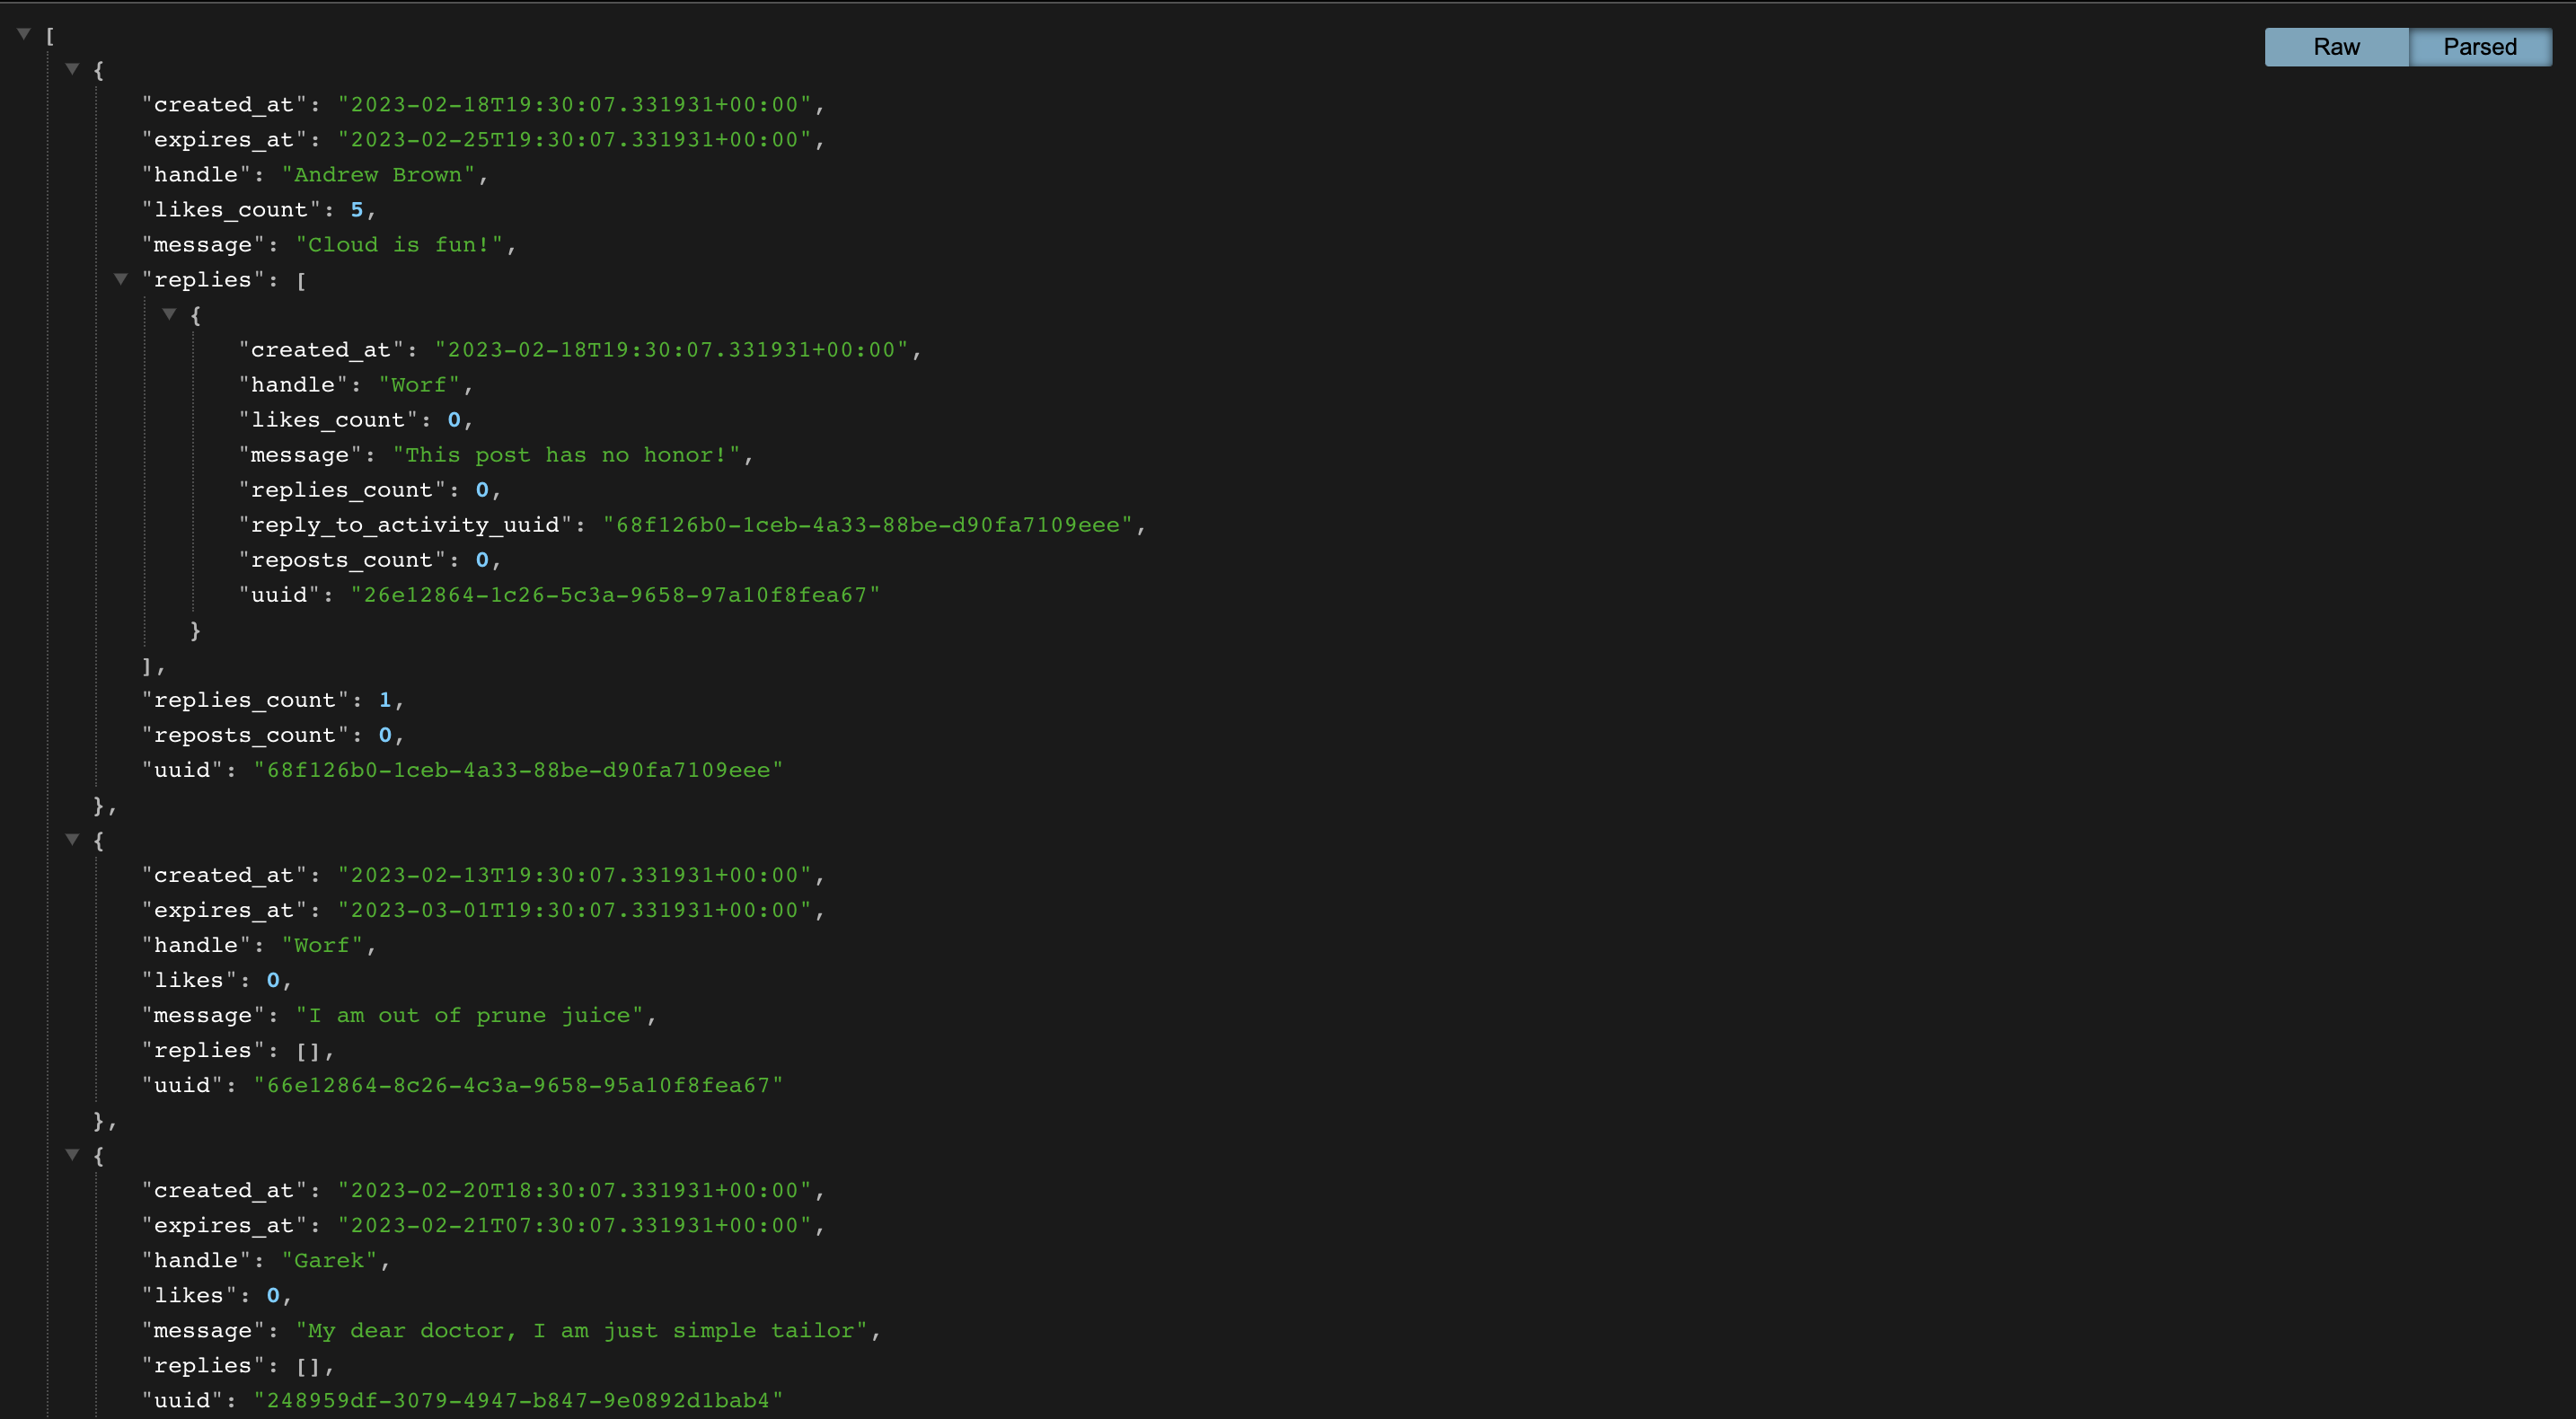 [
Raw Parsed
{
"created_at": "2023-02-18T19:30:07.331931+00:00",
"expires_at": "2023-02-25T19:30:07.331931+00:00",
"handle": "Andrew Brown",
"likes_count": 5,
"message": "Cloud is fun!",
"replies": [
{
"created_at": "2023-02-18T19:30:07.331931+00:00",
"handle": "Worf",
"likes_count": 0,
"message": "This post has no honor!",
"replies_count": 0,
"reply_to_activity_uuid": "68f126b0-1ceb-4a33-88be-d90fa7109eee",
"reposts_count": 0,
"uuid": "26e12864-1c26-5c3a-9658-97a10f8fea67"
}
],
"replies_count": 1,
"reposts_count": 0,
"uuid": "68f126b0-1ceb-4a33-88be-d90fa7109eee"
},
{
"created_at": "2023-02-13T19:30:07.331931+00:00",
"expires_at": "2023-03-01T19:30:07.331931+00:00",
"handle": "Worf",
"likes": 0,
"message": "I am out of prune juice",
"replies": [],
"uuid": "66e12864-8c26-4c3a-9658-95a10f8fea67"
},
{
"created_at": "2023-02-20T18:30:07.331931+00:00",
"expires_at": "2023-02-21T07:30:07.331931+00:00",
"handle": "Garek",
"likes": 0,
"message": "My dear doctor, I am just simple tailor",
"replies": [],
"uuid": "248959df-3079-4947-b847-9e0892d1bab4"